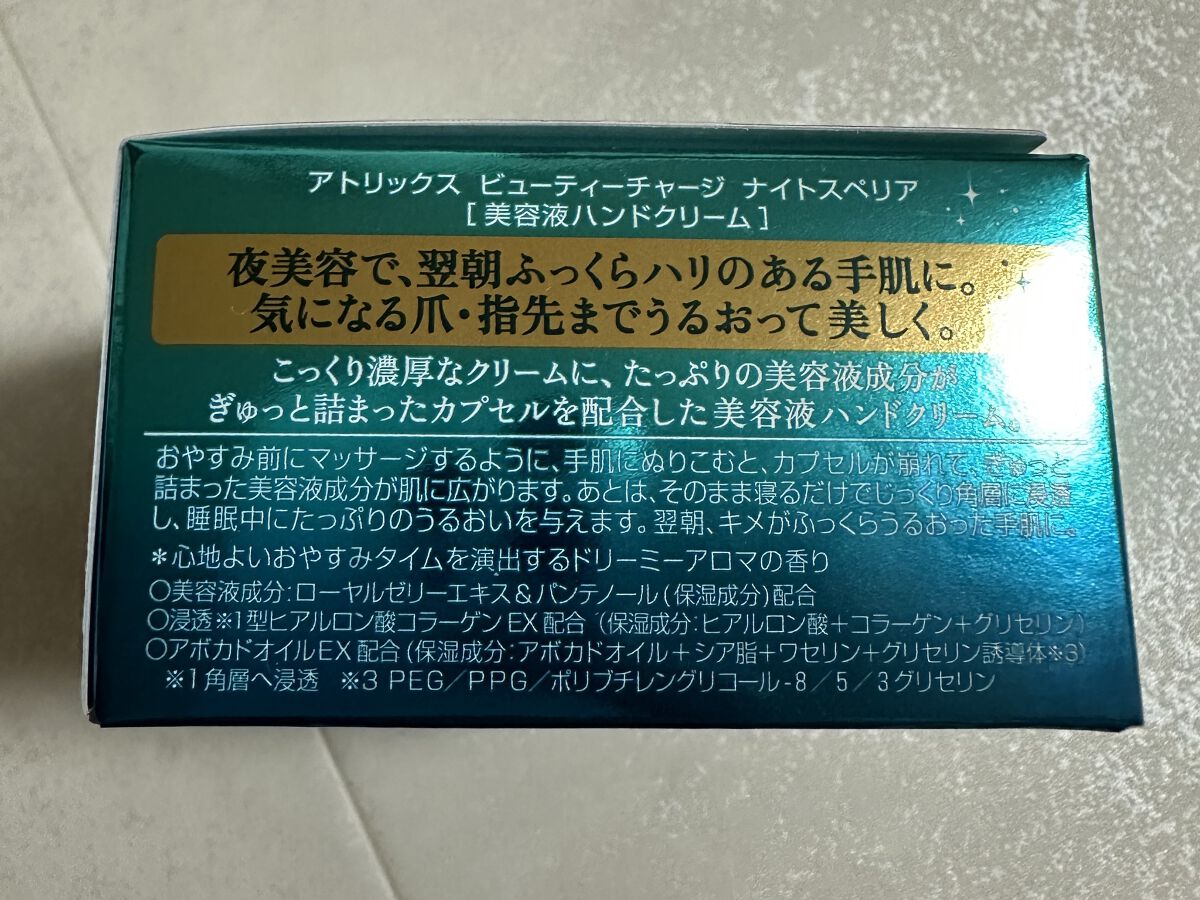 アトリックス ビューティーチャージ ナイトスペリア
[美容液ハンドクリーム]
夜美容で、翌朝ふっくらハリのある手肌に。
気になる爪・指先までうるおって美しく。
こっくり濃厚なクリームに、たっぷりの美容液成分が
ぎゅっと詰まったカプセルを配合した美容液ハンドクリーム。
おやすみ前にマッサージするように、手肌にぬりこむと、カプセルが崩れて、ぎゅっと
詰まった美容液成分が肌に広がります。あとは、そのまま寝るだけでじっくり角層に浸透
し、睡眠中にたっぷりのうるおいを与えます。翌朝、キメがふっくらうるおった手肌に。
＊心地よいおやすみタイムを演出するドリーミーアロマの香り
○美容液成分:ローヤルゼリーエキス&パンテノール(保湿成分)配合
○浸透※1型ヒアルロン酸コラーゲンEX配合（保湿成分:ヒアルロン酸＋コラーゲン＋グリセリン）
○アボカドオイルEX配合(保湿成分:アボカドオイル＋シア脂＋ワセリン＋グリセリン誘導体※3)
※1角層へ浸透 ※3 PEG／PPG／ポリブチレングリコール-8／5／3グリセリン